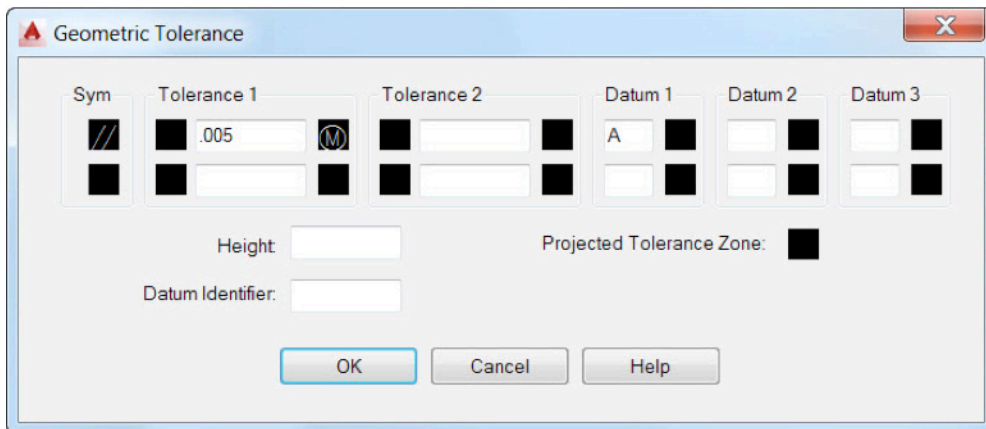 Geometric Tolerance
Sym Tolerance 1 Tolerance 2 Datum 1 Datum 2 Datum 3
// .005 Ⓜ A
Height:
Projected Tolerance Zone:
Datum Identifier:
OK Cancel Help